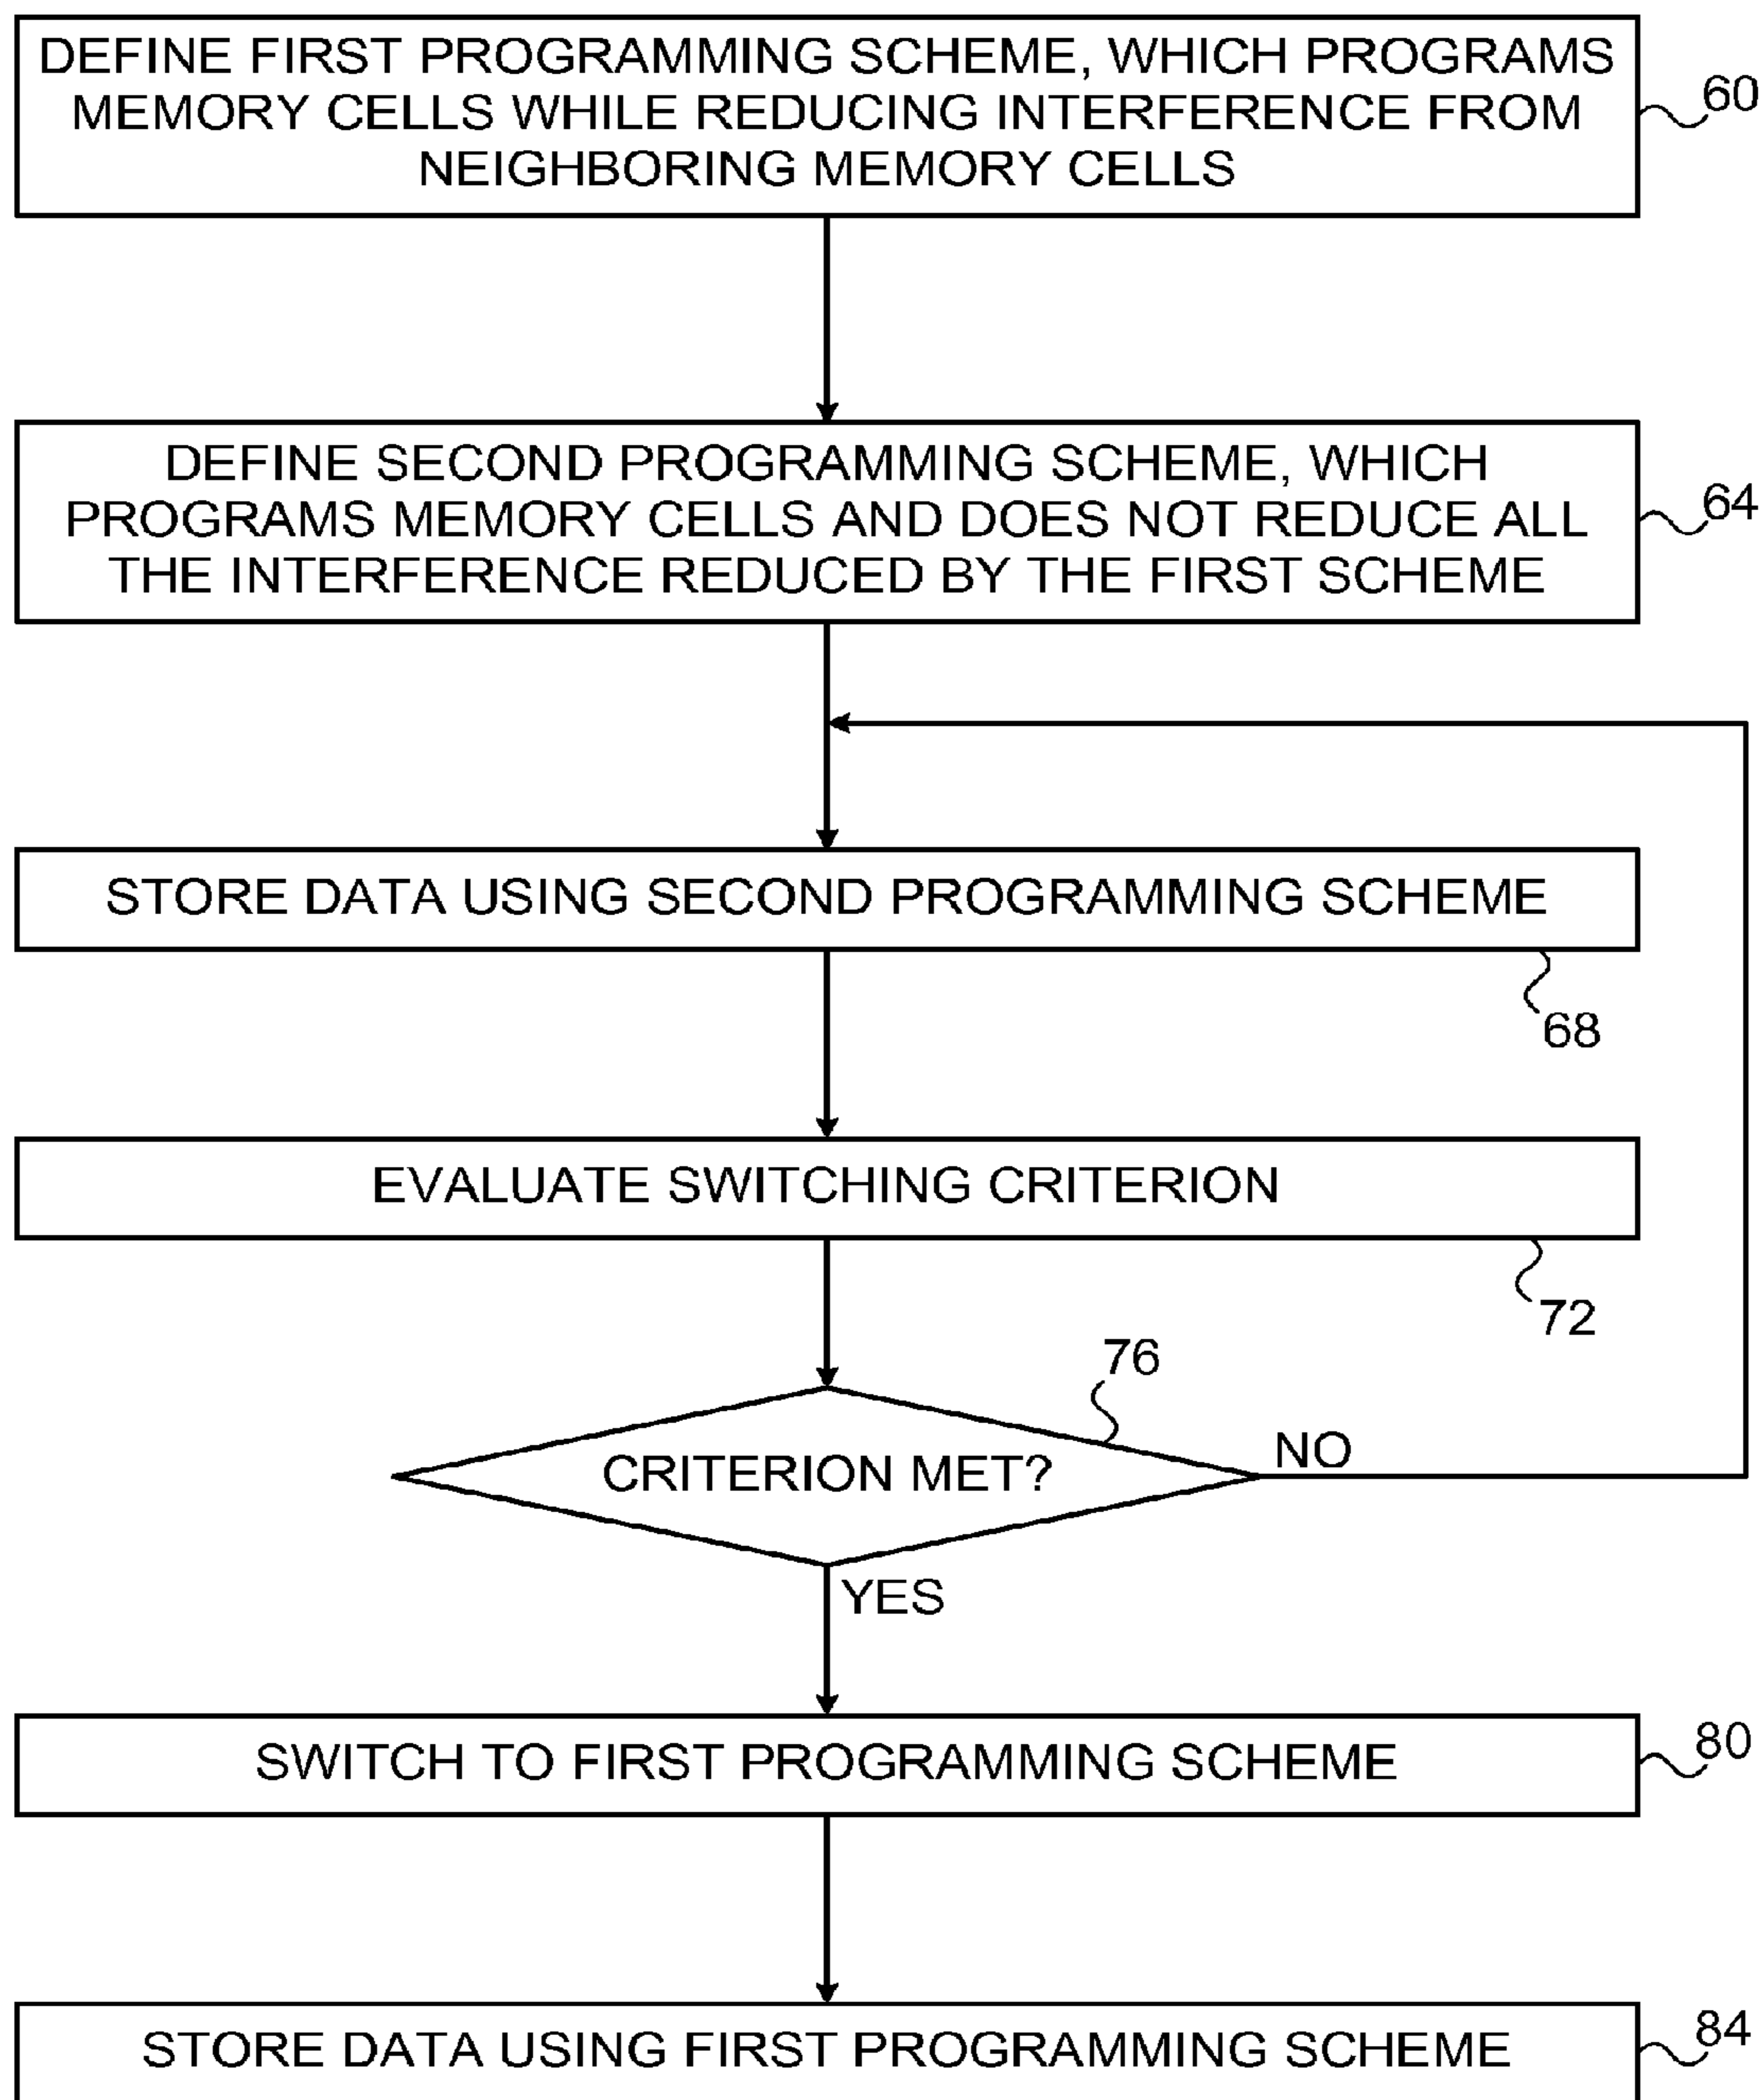 DEFINE FIRST PROGRAMMING SCHEME, WHICH PROGRAMS
MEMORY CELLS WHILE REDUCING INTERFERENCE FROM
NEIGHBORING MEMORY CELLS
60
DEFINE SECOND PROGRAMMING SCHEME, WHICH
PROGRAMS MEMORY CELLS AND DOES NOT REDUCE ALL
THE INTERFERENCE REDUCED BY THE FIRST SCHEME
64
STORE DATA USING SECOND PROGRAMMING SCHEME
68
EVALUATE SWITCHING CRITERION
72
76
CRITERION MET?
NO
YES
SWITCH TO FIRST PROGRAMMING SCHEME
80
STORE DATA USING FIRST PROGRAMMING SCHEME
84